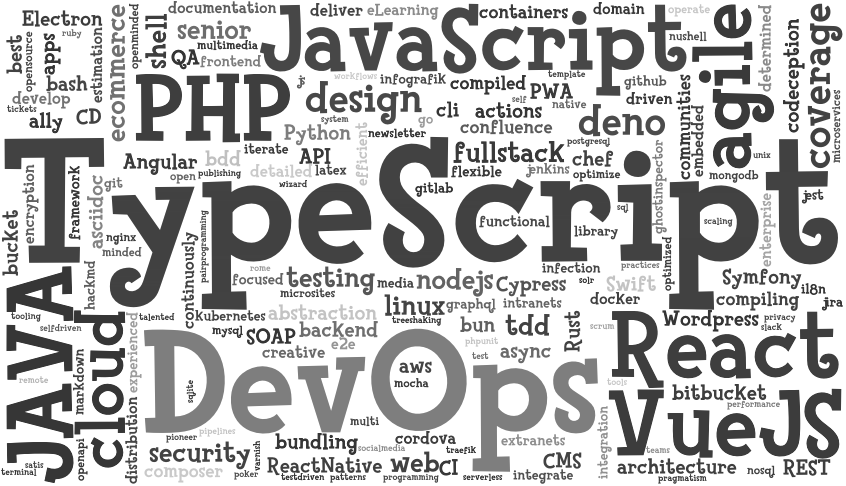 documentation
deliver
eLearning
containers
domain
operate
Electron
ruby
best
opensource
apps
estimation
ecommerce
openminded
shell
senior
QA
multimedia
frontend
JavaScript
nushell
agile
determined
codeception
coverage
microservices
bash
develop
tickets
ally
CD
PHP
js
workflows
infografik
compiled
template
PWA
github
design
self
native
driven
cli
actions
system
Python
newsletter
go
confluence
deno
postgresql
communities
embedded
unix
mongodb
TypeScript
iterate
Angular
bdd
API
efficient
fullstack
chef
open
publishing
detailed
latex
wizard
flexible
jenkins
optimize
gitlab
ghostinspector
jest
encryption
framework
asciidoc
git
bucket
nginx
minded
pairprogramming
continuously
functional
sql
library
scaling
enterprise
rome
focused
testing
media
nodejs
Cypress
infection
solr
practices
optimized
Swift
Symfony
il8n
hackmd
microsites
abstraction
linux
graphql
intranets
docker
compiling
jira
JAVA
tooling
selfdriven
cloud
talented
Kubernetes
mysql
SOAP
backend
treeshaking
bun
tdd
Rust
scrum
Wordpress
privacy
slack
React
creative
e2e
phpunit
test
async
remote
markdown
experienced
DevOps
sqlite
aws
mocha
tools
VueJS
bitbucket
performance
multi
openapi
distribution
pioneer
pipelines
bundling
cordova
socialmedia
traefik
extranets
integration
teams
satis
terminal
security
composer
poker
varnish
ReactNative
testdriven
patterns
web
CI
programming
serverless
CMS
integrate
architecture
pragmatism
nosql
REST